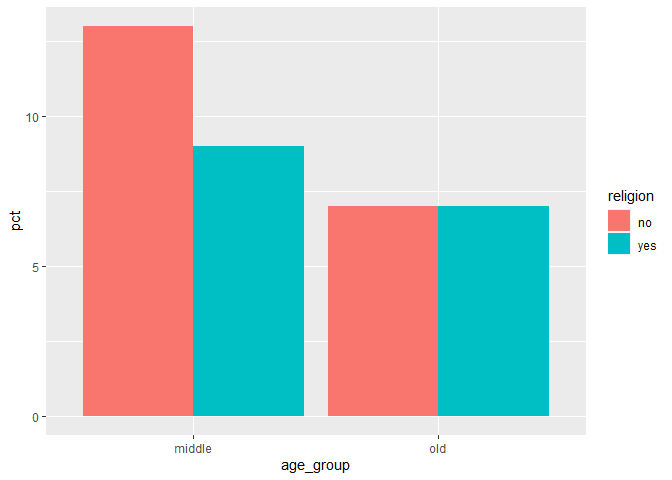 10
5
0
pct
middle old
age_group
religion
no
yes